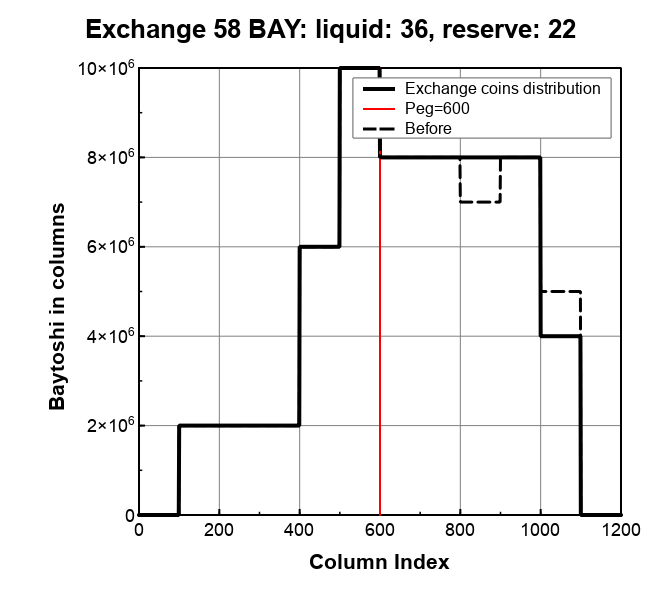 Exchange 58 BAY: liquid: 36, reserve: 22
10×10⁶
8×10⁶
6×10⁶
4×10⁶
2×10⁶
0
Baytoshi in columns
Exchange coins distribution
Peg=600
Before
0 200 400 600 800 1000 1200
Column Index